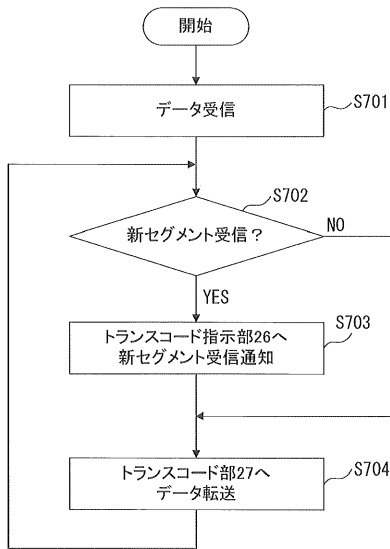 開始
データ受信
S701
S702
新セグメント受信?
NO
YES
トランスコード指示部26へ
新セグメント受信通知
S703
トランスコード部27へ
データ転送
S704